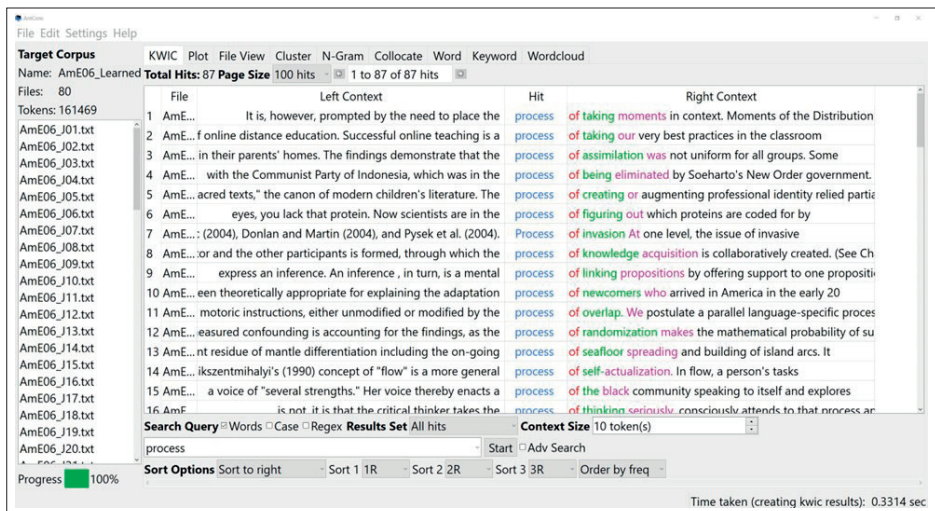 AntConc
File Edit Settings Help
Target Corpus
Name: AmE06_Learned
Files: 80
Tokens: 161469
AmE06_J01.txt
AmE06_J02.txt
AmE06_J03.txt
AmE06_J04.txt
AmE06_J05.txt
AmE06_J06.txt
AmE06_J07.txt
AmE06_J08.txt
AmE06_J09.txt
AmE06_J10.txt
AmE06_J11.txt
AmE06_J12.txt
AmE06_J13.txt
AmE06_J14.txt
AmE06_J15.txt
AmE06_J16.txt
AmE06_J17.txt
AmE06_J18.txt
AmE06_J19.txt
AmE06_J20.txt
Progress 100%
KWIC Plot File View Cluster N-Gram Collocate Word Keyword Wordcloud
Total Hits: 87 Page Size 100 hits 1 to 87 of 87 hits
File Left Context Hit Right Context
1 AmE... It is, however, prompted by the need to place the process of taking moments in context. Moments of the Distribution
2 AmE... f online distance education. Successful online teaching is a process of taking our very best practices in the classroom
3 AmE... in their parents' homes. The findings demonstrate that the process of assimilation was not uniform for all groups. Some
4 AmE... with the Communist Party of Indonesia, which was in the process of being eliminated by Soeharto's New Order government.
5 AmE... acred texts," the canon of modern children's literature. The process of creating or augmenting professional identity relied partia
6 AmE... eyes, you lack that protein. Now scientists are in the process of figuring out which proteins are coded for by
7 AmE... : (2004), Donlan and Martin (2004), and Pysek et al. (2004). Process of invasion At one level, the issue of invasive
8 AmE... :or and the other participants is formed, through which the process of knowledge acquisition is collaboratively created. (See Ch
9 AmE... express an inference. An inference , in turn, is a mental process of linking propositions by offering support to one propositi
10 AmE... een theoretically appropriate for explaining the adaptation process of newcomers who arrived in America in the early 20
11 AmE... motoric instructions, either unmodified or modified by the process of overlap. We postulate a parallel language-specific proces
12 AmE... easured confounding is accounting for the findings, as the process of randomization makes the mathematical probability of su
13 AmE... nt residue of mantle differentiation including the on-going process of seafloor spreading and building of island arcs. It
14 AmE... ikszentmihalyi's (1990) concept of "flow" is a more general process of self-actualization. In flow, a person's tasks
15 AmE... a voice of "several strengths." Her voice thereby enacts a process of the black community speaking to itself and explores
16 AmE... is not, it is that the critical thinker takes the process of thinking seriously, consciously attends to that process an
Search Query Words Case Regex Results Set All hits Context Size 10 token(s)
process Start Adv Search
Sort Options Sort to right Sort 1 1R Sort 2 2R Sort 3 3R Order by freq
Time taken (creating kwic results): 0.3314 sec